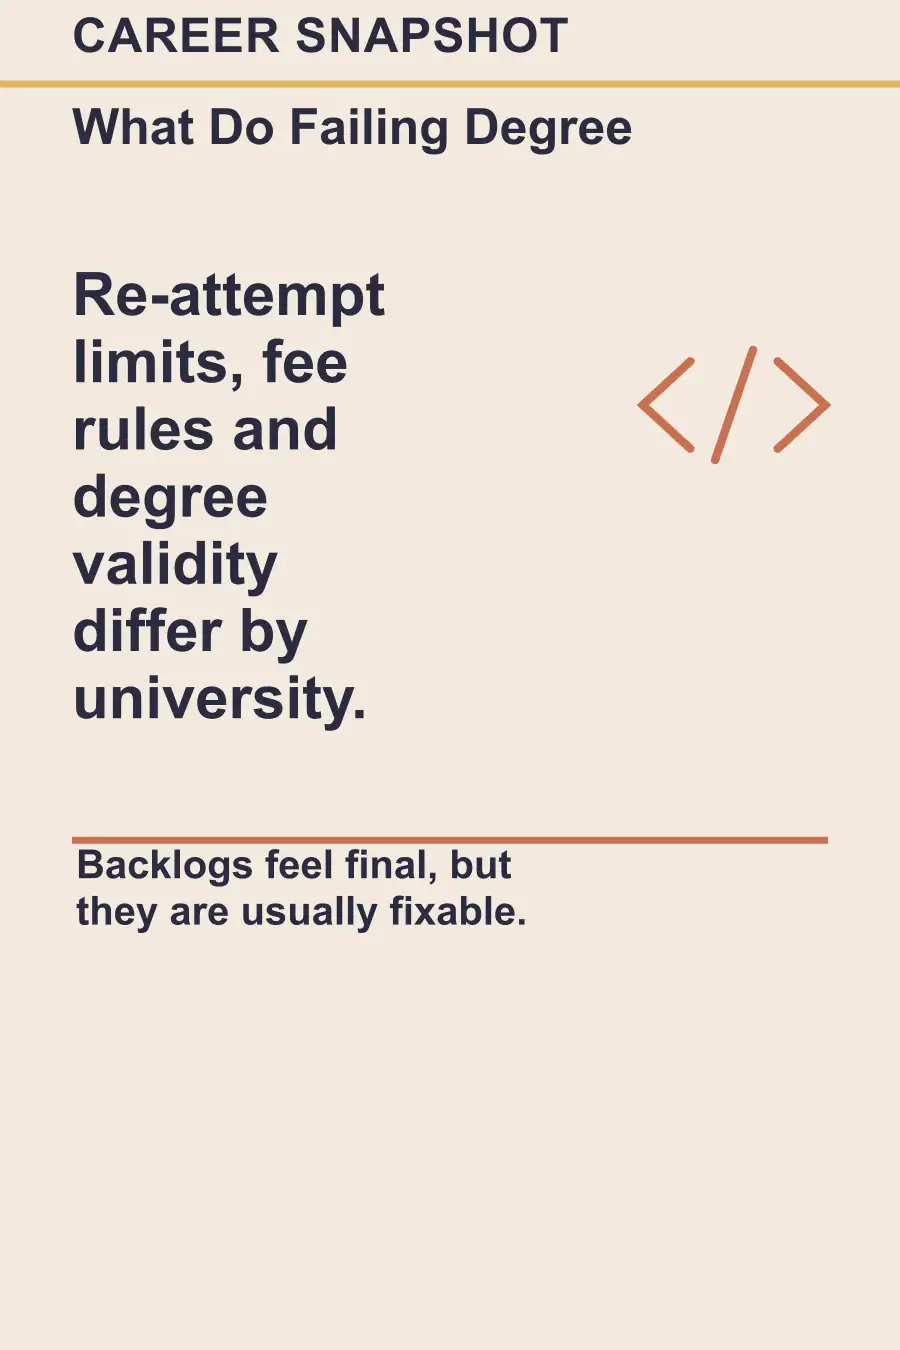 CAREER SNAPSHOT
What Do Failing Degree
Re-attempt
limits, fee
rules and
degree
validity
differ by
university.
Backlogs feel final, but
they are usually fixable.